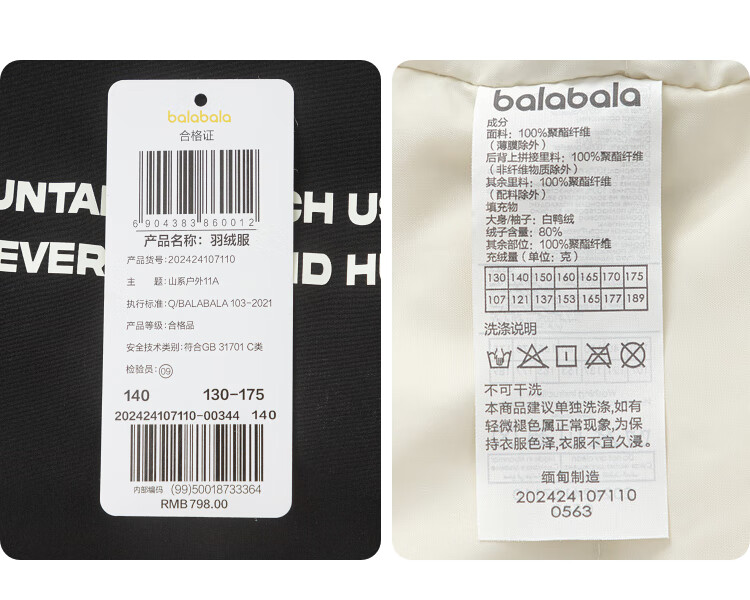 balabala
合格证
6 904383 860012
产品名称：羽绒服
产品货号：202424107110
主 题：山系户外11A
执行标准：Q/BALABALA 103-2021
产品等级：合格品
安全技术类别：符合GB 31701 C类
检验员：09
140 130-175
202424107110-00344 140
内部编码 (99)50018733364
RMB 798.00
UNTA CH US
EVER ND HU
balabala
成分
面料：100%聚酯纤维
（薄膜除外）
后背上拼接里料：100%聚酯纤维
（非纤维物质除外）
其余里料：100%聚酯纤维
（配料除外）
填充物
大身/袖子：白鸭绒
绒子含量：80%
其余部位：100%聚酯纤维
充绒量（单位：克）
130 140 150 160 165 170 175
107 121 137 153 165 177 189
洗涤说明
不可干洗
本商品建议单独洗涤，如有
轻微褪色属正常现象，为保
持衣服色泽，衣服不宜久浸。
缅甸制造
202424107110
0563